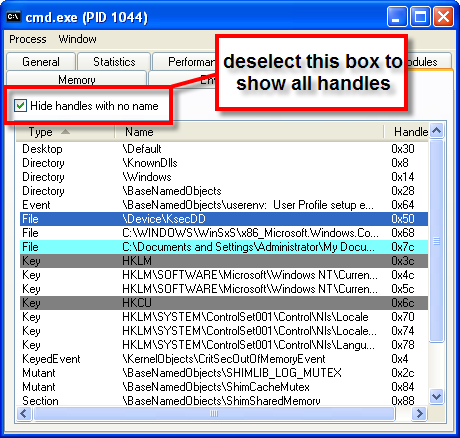 cmd.exe (PID 1044)
Process Window
General Statistics Performan odules
Memory En
deselect this box to
show all handles
Hide handles with no name
Type Name Handle
Desktop \Default 0x30
Directory \KnownDlls 0x8
Directory \Windows 0x14
Directory \BaseNamedObjects 0x28
Event \BaseNamedObjects\userenv: User Profile setup e... 0x64
File \Device\KsecDD 0x50
File C:\WINDOWS\WinSxS\x86_Microsoft.Windows.Co... 0x68
File C:\Documents and Settings\Administrator\My Docu... 0x7c
Key HKLM 0x3c
Key HKLM\SOFTWARE\Microsoft\Windows NT\Curren... 0x4c
Key HKLM\SOFTWARE\Microsoft\Windows NT\Curren... 0x5c
Key HKCU 0x6c
Key HKLM\SYSTEM\ControlSet001\Control\Nls\Locale 0x70
Key HKLM\SYSTEM\ControlSet001\Control\Nls\Locale... 0x74
Key HKLM\SYSTEM\ControlSet001\Control\Nls\Langu... 0x78
KeyedEvent \KernelObjects\CritSecOutOfMemoryEvent 0x4
Mutant \BaseNamedObjects\SHIMLIB_LOG_MUTEX 0x2c
Mutant \BaseNamedObjects\ShimCacheMutex 0x84
Section \BaseNamedObjects\ShimSharedMemory 0x88